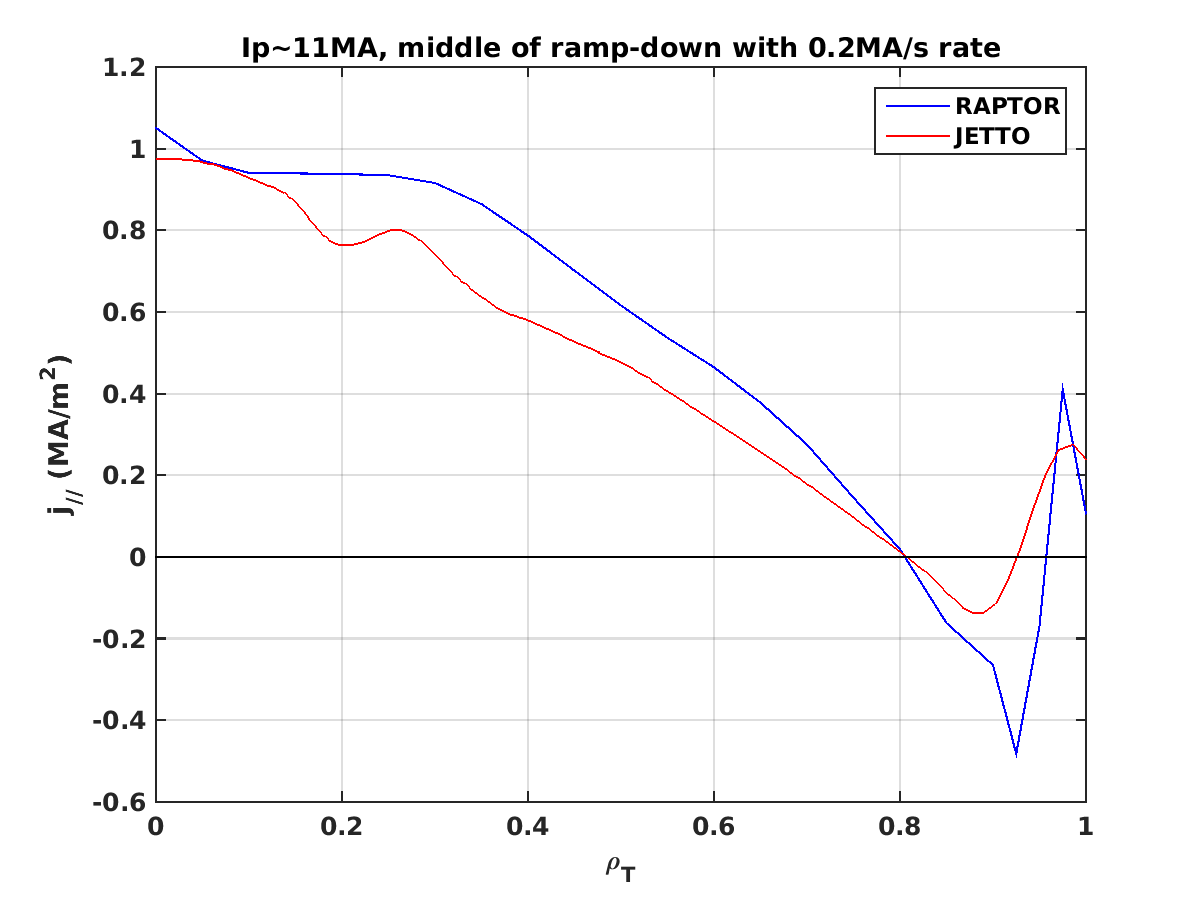 Ip~11MA, middle of ramp-down with 0.2MA/s rate
1.2
1
0.8
0.6
0.4
0.2
0
-0.2
-0.4
-0.6
j// (MA/m²)
RAPTOR
JETTO
0 0.2 0.4 0.6 0.8 1
ρT